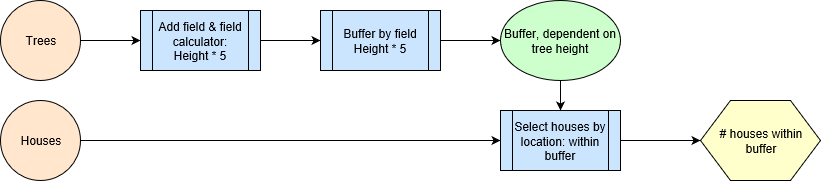 Trees
Add field & field
calculator:
Height * 5
Buffer by field
Height * 5
Buffer, dependent on
tree height
Houses
Select houses by
location: within
buffer
# houses within
buffer